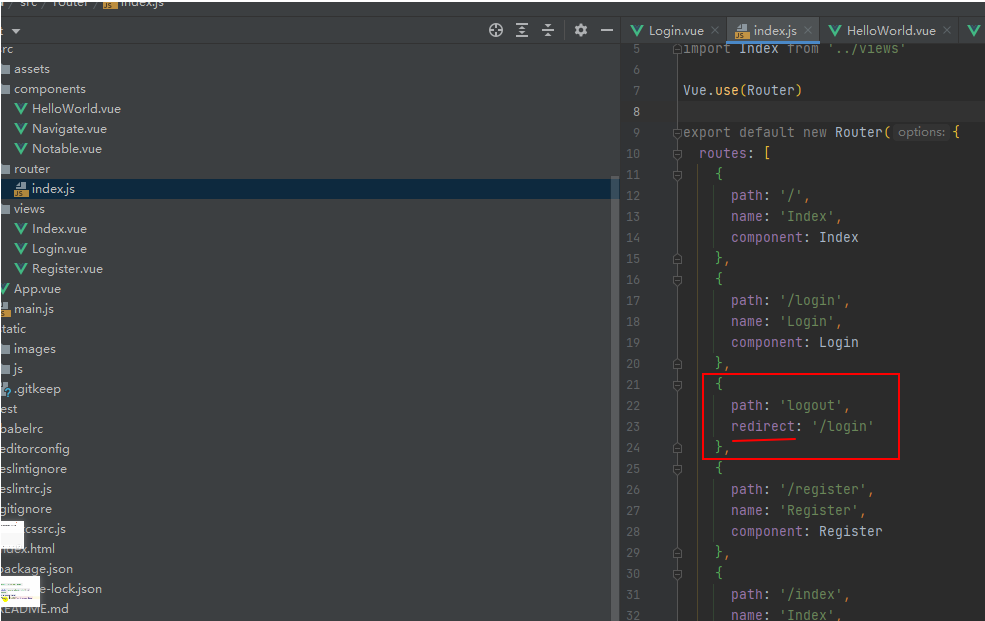 src / router / index.js
Login.vue
index.js
HelloWorld.vue
rc
assets
components
HelloWorld.vue
Navigate.vue
Notable.vue
router
JS index.js
views
Index.vue
Login.vue
Register.vue
App.vue
main.js
tatic
images
js
.gitkeep
est
babelrc
editorconfig
eslintignore
eslintrc.js
gitignore
cssrc.js
ndex.html
package.json
e-lock.json
README.md
5 import Index from '../views'
6
7 Vue.use(Router)
8
9 export default new Router( options: {
10 routes: [
11 {
12 path: '/',
13 name: 'Index',
14 component: Index
15 },
16 {
17 path: '/login',
18 name: 'Login',
19 component: Login
20 },
21 {
22 path: 'logout',
23 redirect: '/login'
24 },
25 {
26 path: '/register',
27 name: 'Register',
28 component: Register
29 },
30 {
31 path: '/index',
32 name: 'Index',